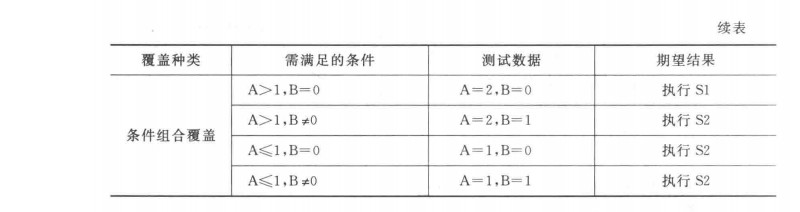 续表
覆盖种类 需满足的条件 测试数据 期望结果
条件组合覆盖
A>1,B=0 A=2,B=0 执行 S1
A>1,B≠0 A=2,B=1 执行 S2
A≤1,B=0 A=1,B=0 执行 S2
A≤1,B≠0 A=1,B=1 执行 S2